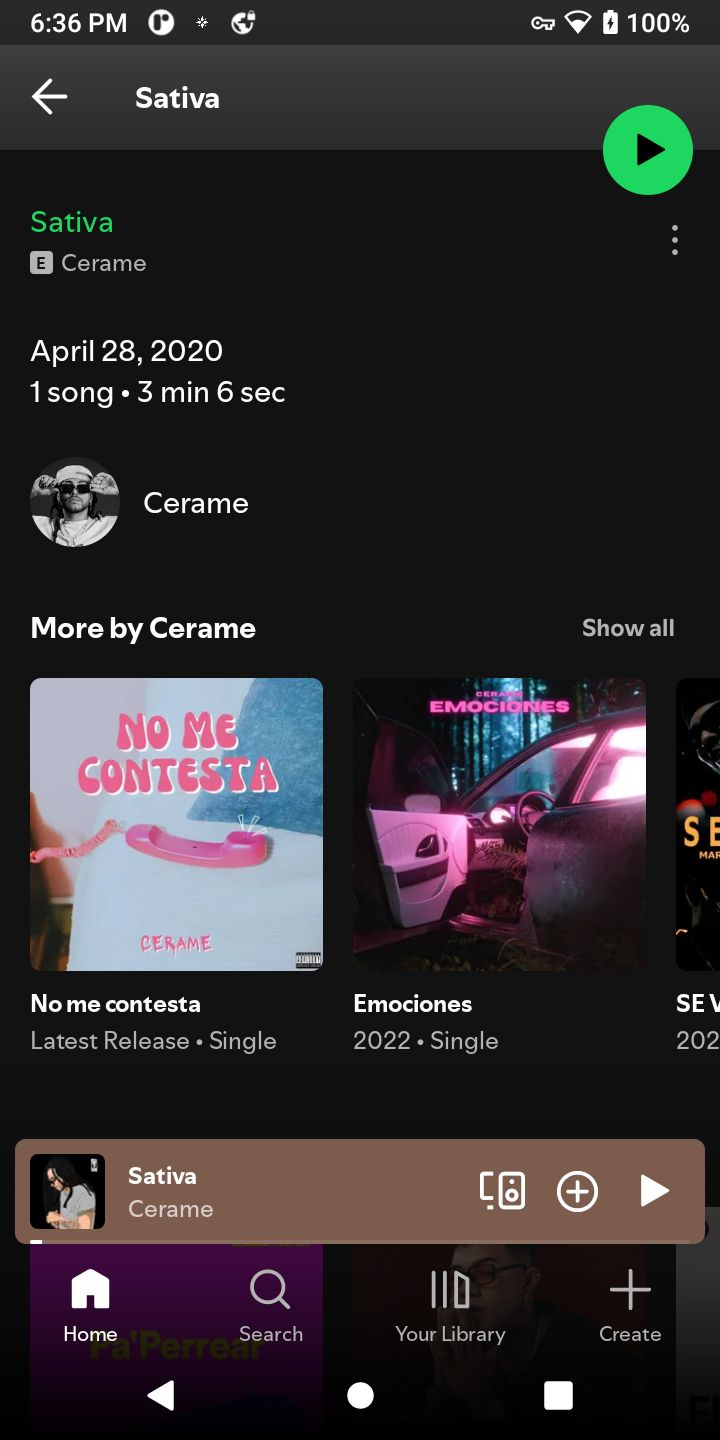 6:36 PM
100%
Sativa
Sativa
E Cerame
April 28, 2020
1 song • 3 min 6 sec
Cerame
More by Cerame
Show all
NO ME
CONTESTA
CERAME
CERAME
EMOCIONES
No me contesta
Latest Release • Single
Emociones
2022 • Single
SE V
202
Sativa
Cerame
Home
Search
Your Library
Create
Pa'Perrear